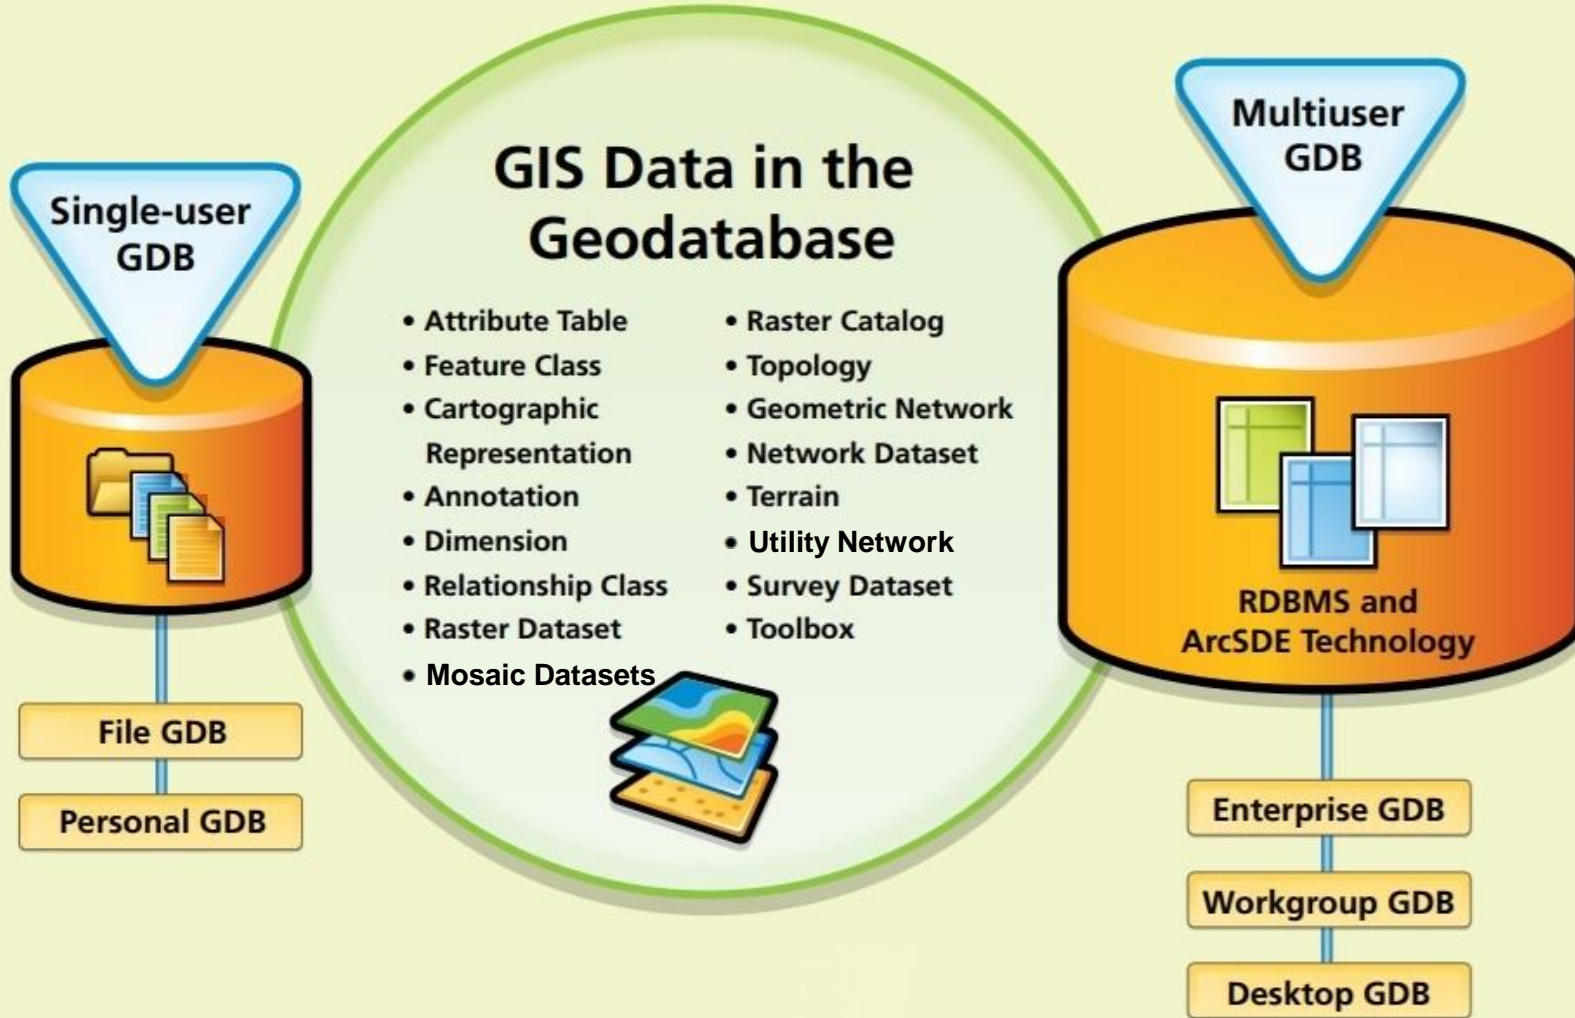 GIS Data in the
Geodatabase
Single-user
GDB
File GDB
Personal GDB
• Attribute Table
• Feature Class
• Cartographic
Representation
• Annotation
• Dimension
• Relationship Class
• Raster Dataset
• Mosaic Datasets
• Raster Catalog
• Topology
• Geometric Network
• Network Dataset
• Terrain
• Utility Network
• Survey Dataset
• Toolbox
Multiuser
GDB
RDBMS and
ArcSDE Technology
Enterprise GDB
Workgroup GDB
Desktop GDB